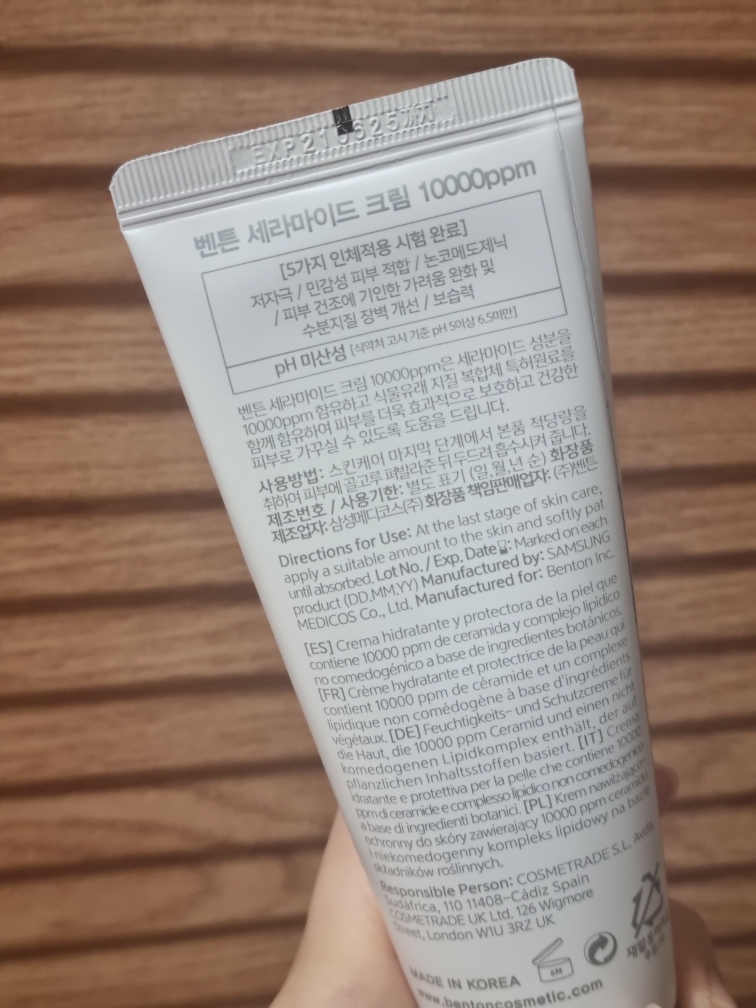 EXP210625
벤튼 세라마이드 크림 10000ppm
[5가지 인체적용 시험 완료]
저자극 / 민감성 피부 적합 / 논코메도제닉
/ 피부 건조에 기인한 가려움 완화 및
수분지질 장벽 개선 / 보습력
pH 미산성 [식약처 고시 기준 pH 5이상 6.5미만]
벤튼 세라마이드 크림 10000ppm은 세라마이드 성분을
10000ppm 함유하고 식물유래 지질 복합체 특허원료를
함께 함유하여 피부를 더욱 효과적으로 보호하고 건강한
피부로 가꾸실 수 있도록 도움을 드립니다.
사용방법: 스킨케어 마지막 단계에서 본품 적당량을
취하여 피부에 골고루 펴발라준 뒤 두드려 흡수시켜 줍니다.
제조번호 / 사용기한: 별도 표기 (일,월,년 순) 화장품
제조업자: 삼성메디코스(주) 화장품 책임판매업자: (주)벤튼
Directions for Use: At the last stage of skin care,
apply a suitable amount to the skin and softly pat
until absorbed. Lot No. / Exp. Date: Marked on each
product (DD.MM.YY) Manufactured by: SAMSUNG
MEDICOS Co., Ltd. Manufactured for: Benton Inc.
[ES] Crema hidratante y protectora de la piel que
contiene 10000 ppm de ceramida y complejo lipídico
no comedogénico a base de ingredientes botánicos.
[FR] Crème hydratante et protectrice de la peau qui
contient 10000 ppm de céramide et un complexe
lipidique non comédogène à base d'ingrédients
végétaux. [DE] Feuchtigkeits- und Schutzcreme für
die Haut, die 10000 ppm Ceramid und einen nicht
komedogenen Lipidkomplex enthält, der auf
pflanzlichen Inhaltsstoffen basiert. [IT] Crema
idratante e protettiva per la pelle che contiene 10000
ppm di ceramide e complesso lipidico non comedogenico
a base di ingredienti botanici. [PL] Krem nawilżająco-
ochronny do skóry zawierający 10000 ppm ceramidu
i niekomedogenny kompleks lipidowy na bazie
składników roślinnych.
Responsible Person: COSMETRADE S.L. Avda
Sudáfrica, 110 11408-Cádiz Spain
COSMETRADE UK Ltd. 126 Wigmore
Street, London W1U 3RZ UK
6M
MADE IN KOREA
www.bentoncosmetic.com